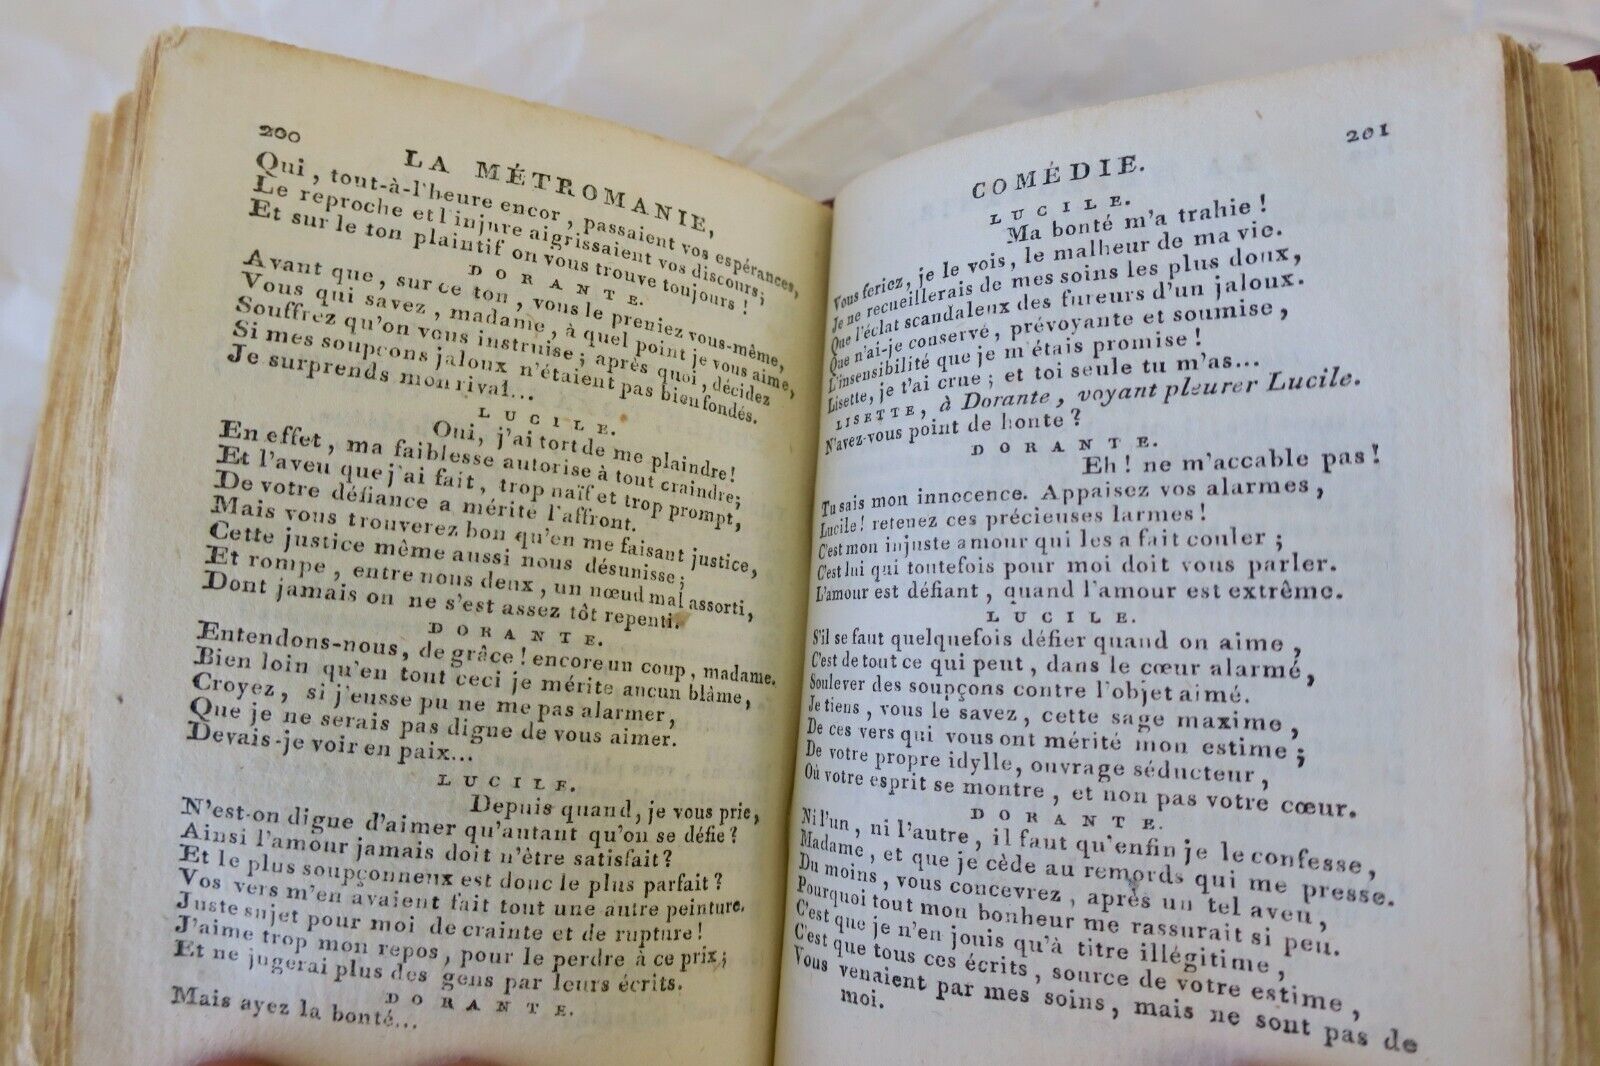 200
LA MÉTROMANIE,
Qui, tout-à-l'heure encor, passaient vos espérances,
Le reproche et l'injure aigrissaient vos discours;
Et sur le ton plaintif on vous trouve toujours!
DORANTE.
Avant que, sur ce ton, vous le preniez vous-même,
Vous qui savez, madame, à quel point je vous aime,
Souffrez qu'on vous instruise; après quoi, décidez
Si mes soupçons jaloux n'étaient pas bien fondés.
Je surprends mon rival...
LUCILE.
Oui, j'ai tort de me plaindre!
En effet, ma faiblesse autorise à tout craindre;
Et l'aveu que j'ai fait, trop naïf et trop prompt,
De votre défiance a mérité l'affront.
Mais vous trouverez bon qu'en me faisant justice,
Cette justice même aussi nous désunisse;
Et rompe, entre nous deux, un nœud mal assorti,
Dont jamais on ne s'est assez tôt repenti.
DORANTE.
Entendons-nous, de grâce! encore un coup, madame.
Bien loin qu'en tout ceci je mérite aucun blâme,
Croyez, si j'eusse pu ne me pas alarmer,
Que je ne serais pas digne de vous aimer.
Devais-je voir en paix...
LUCILE.
Depuis quand, je vous prie,
N'est-on digne d'aimer qu'autant qu'on se défie?
Ainsi l'amour jamais doit n'être satisfait?
Et le plus soupçonneux est donc le plus parfait?
Vos vers m'en avaient fait tout une autre peinture.
Juste sujet pour moi de crainte et de rupture!
J'aime trop mon repos, pour le perdre à ce prix;
Et ne jugerai plus des gens par leurs écrits.
DORANTE.
Mais ayez la bonté...
201
COMÉDIE.
LUCILE.
Ma bonté m'a trahie!
Vous feriez, je le vois, le malheur de ma vie.
Je ne recueillerais de mes soins les plus doux,
Que l'éclat scandaleux des fureurs d'un jaloux.
Que n'ai-je conservé, prévoyante et soumise,
L'insensibilité que je m'étais promise!
Lisette, je t'ai crue; et toi seule tu m'as...
LISETTE, à Dorante, voyant pleurer Lucile.
N'avez-vous point de honte?
DORANTE.
Eh! ne m'accable pas!
Tu sais mon innocence. Appaisez vos alarmes,
Lucile! retenez ces précieuses larmes!
C'est mon injuste amour qui les a fait couler;
C'est lui qui toutefois pour moi doit vous parler.
L'amour est défiant, quand l'amour est extrême.
LUCILE.
S'il se faut quelquefois défier quand on aime,
C'est de tout ce qui peut, dans le cœur alarmé,
Soulever des soupçons contre l'objet aimé.
Je tiens, vous le savez, cette sage maxime,
De ces vers qui vous ont mérité mon estime;
De votre propre idylle, ouvrage séducteur,
Où votre esprit se montre, et non pas votre cœur.
DORANTE.
Ni l'un, ni l'autre, il faut qu'enfin je le confesse,
Madame, et que je cède au remords qui me presse.
Du moins, vous concevrez, après un tel aveu,
Pourquoi tout mon bonheur me rassurait si peu.
C'est que je n'en jouis qu'à titre illégitime,
C'est que tous ces écrits, source de votre estime,
Vous venaient par mes soins, mais ne sont pas de
moi.